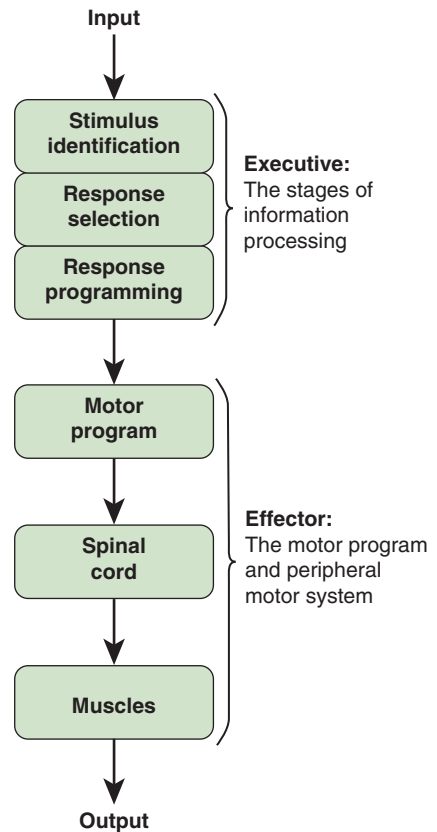 Input
Stimulus
identification
Response
selection
Response
programming
Executive:
The stages of
information
processing
Motor
program
Spinal
cord
Muscles
Effector:
The motor program
and peripheral
motor system
Output